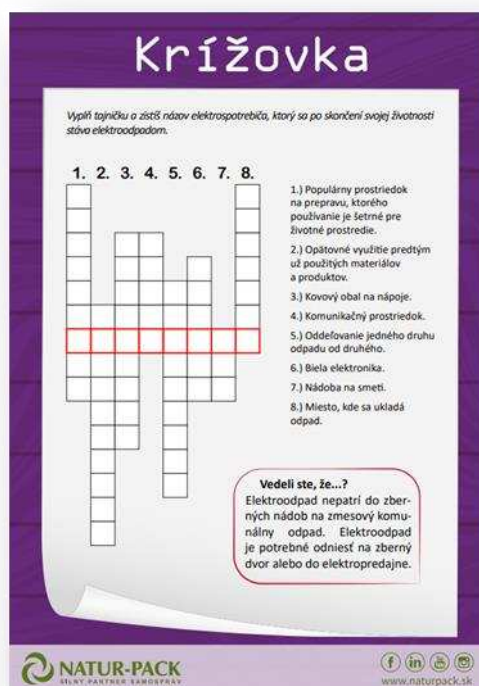 Krížovka
Vyplň tajničku a zistíš názov elektrospotrebiča, ktorý sa po skončení svojej životnosti
stáva elektroodpadom.
1. 2. 3. 4. 5. 6. 7. 8.
1.) Populárny prostriedok
na prepravu, ktorého
používanie je šetrné pre
životné prostredie.
2.) Opätovné využitie predtým
už použitých materiálov
a produktov.
3.) Kovový obal na nápoje.
4.) Komunikačný prostriedok.
5.) Oddeľovanie jedného druhu
odpadu od druhého.
6.) Biela elektronika.
7.) Nádoba na smeti.
8.) Miesto, kde sa ukladá
odpad.
Vedeli ste, že...?
Elektroodpad nepatrí do zber-
ných nádob na zmesový komu-
nálny odpad. Elektroodpad
je potrebné odniesť na zberný
dvor alebo do elektropredajne.
NATUR-PACK
SILNÝ PARTNER SAMOSPRÁV
www.naturpack.sk